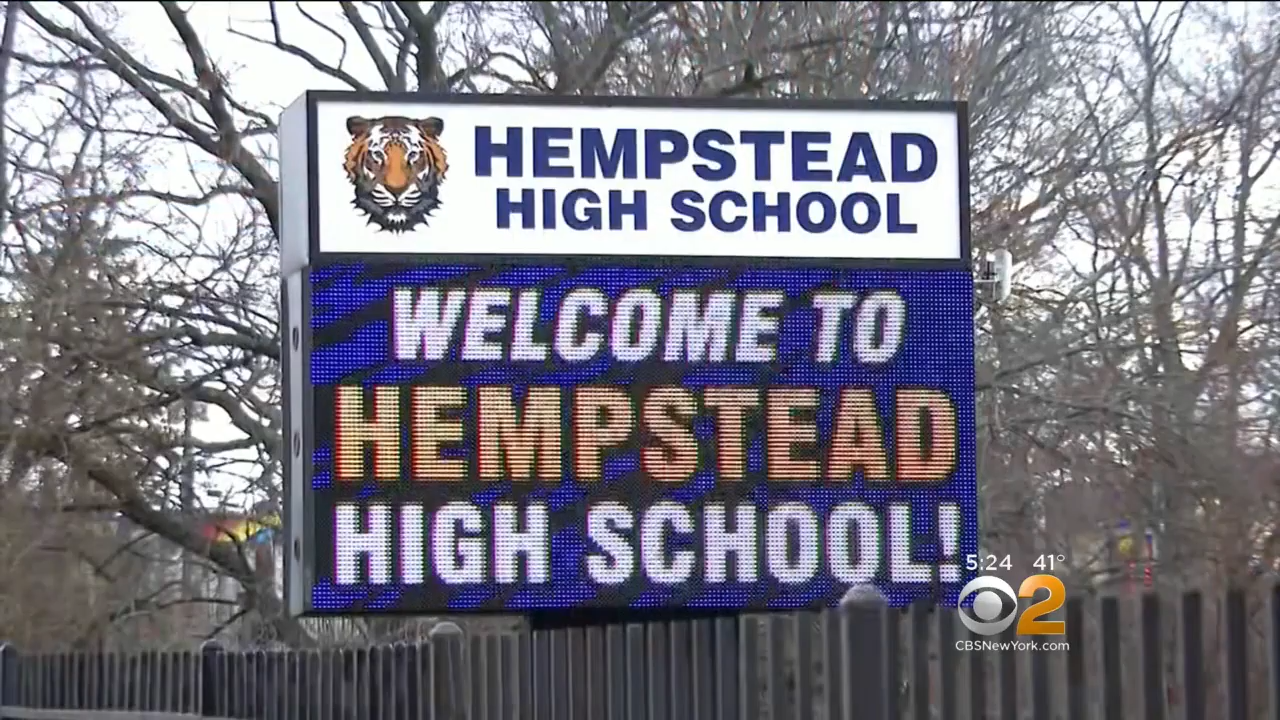 HEMPSTEAD
HIGH SCHOOL
WELCOME TO
HEMPSTEAD
HIGH SCHOOL!
5:24 41°
2
CBSNewYork.com